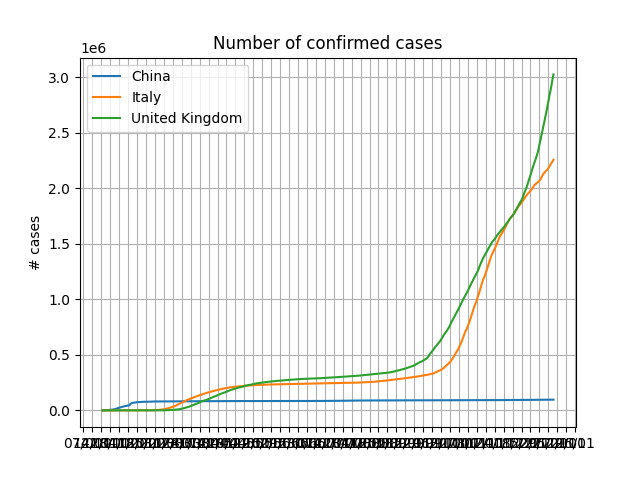 Number of confirmed cases
1e6
China
Italy
United Kingdom
3.0
2.5
2.0
1.5
1.0
0.5
0.0
# cases